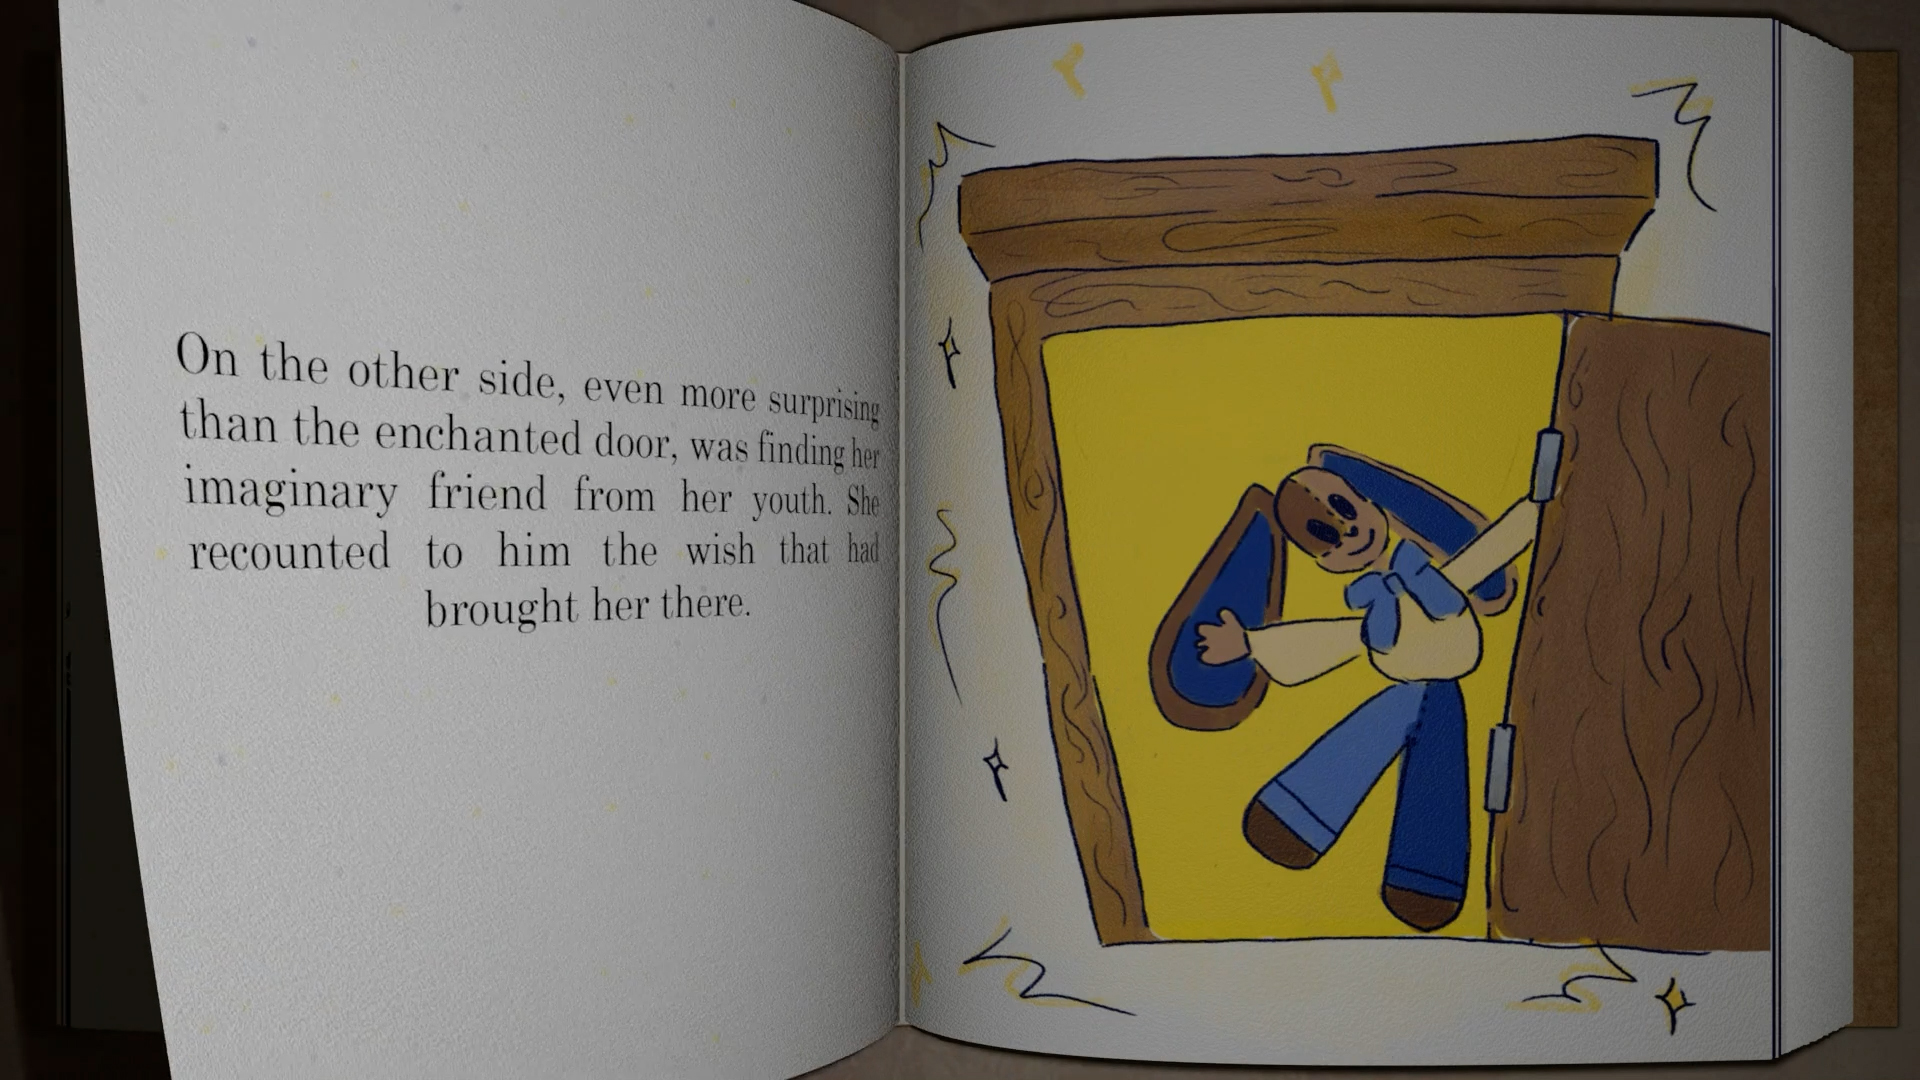 On the other side, even more surprising
than the enchanted door, was finding her
imaginary friend from her youth. She
recounted to him the wish that had
brought her there.